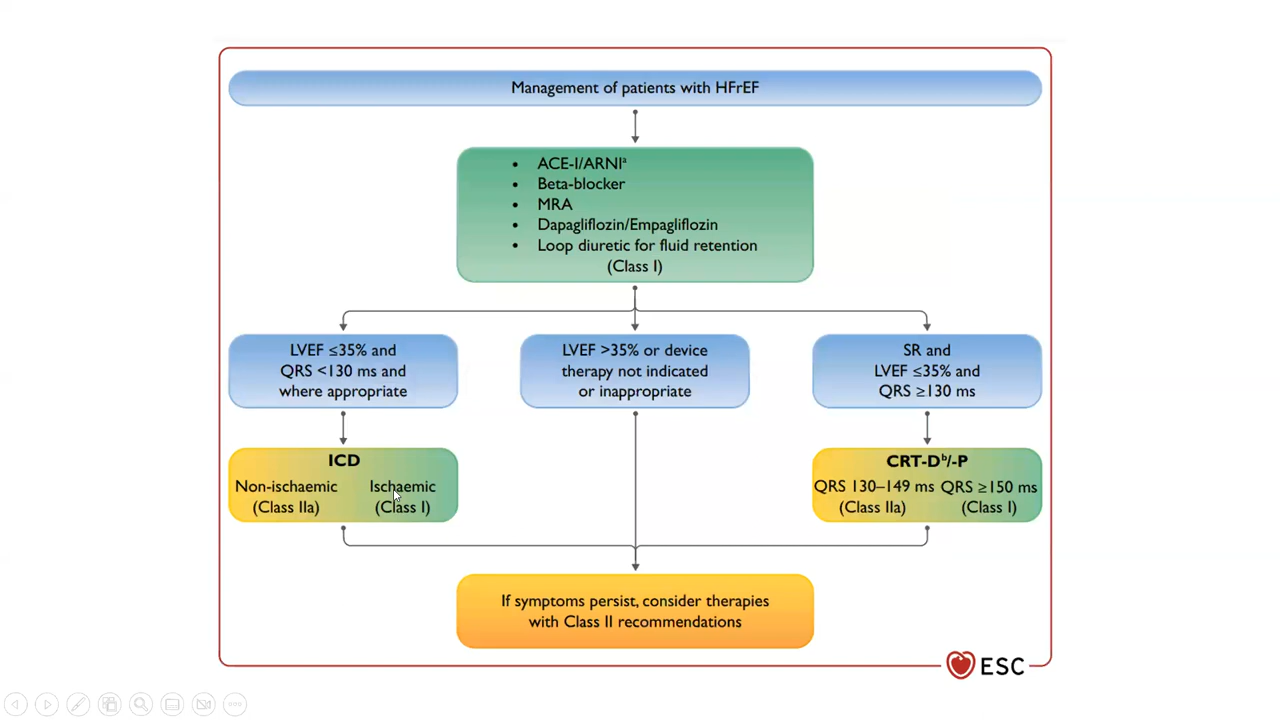 Management of patients with HFrEF
• ACE-I/ARNIᵃ
• Beta-blocker
• MRA
• Dapagliflozin/Empagliflozin
• Loop diuretic for fluid retention
(Class I)
LVEF ≤35% and
QRS <130 ms and
where appropriate
LVEF >35% or device
therapy not indicated
or inappropriate
SR and
LVEF ≤35% and
QRS ≥130 ms
ICD
Non-ischaemic
(Class IIa)
Ischaemic
(Class I)
CRT-Dᵇ/-P
QRS 130–149 ms
(Class IIa)
QRS ≥150 ms
(Class I)
If symptoms persist, consider therapies
with Class II recommendations
ESC